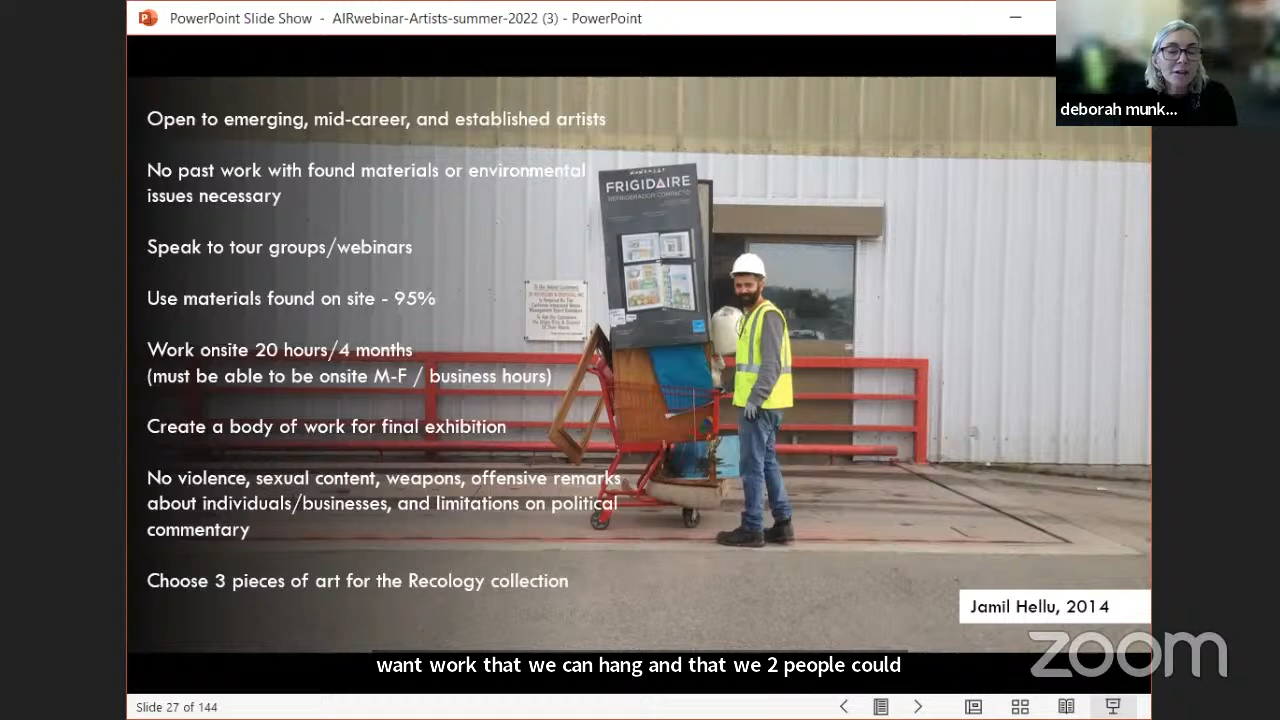 PowerPoint Slide Show - AIRwebinar-Artists-summer-2022 (3) - PowerPoint
deborah munk...
Open to emerging, mid-career, and established artists
No past work with found materials or environmental
issues necessary
Speak to tour groups/webinars
Use materials found on site - 95%
Work onsite 20 hours/4 months
(must be able to be onsite M-F / business hours)
Create a body of work for final exhibition
No violence, sexual content, weapons, offensive remarks
about individuals/businesses, and limitations on political
commentary
Choose 3 pieces of art for the Recology collection
FRIGIDAIRE
Jamil Hellu, 2014
want work that we can hang and that we 2 people could
zoom
Slide 27 of 144